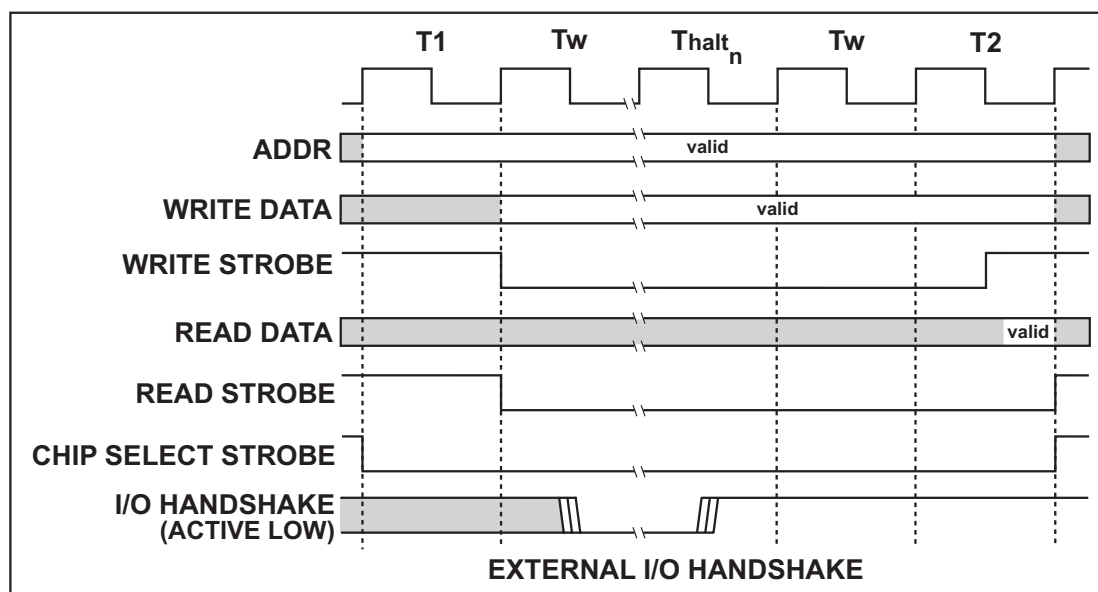 T1 Tw Thaltn Tw T2
ADDR valid
WRITE DATA valid
WRITE STROBE
READ DATA valid
READ STROBE
CHIP SELECT STROBE
I/O HANDSHAKE
(ACTIVE LOW)
EXTERNAL I/O HANDSHAKE